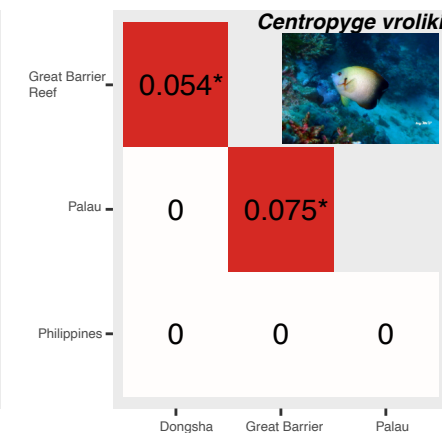 Centropyge vroliki
Great Barrier
Reef
0.054*
Palau
0
0.075*
Philippines
0
0
0
Dongsha
Great Barrier
Palau